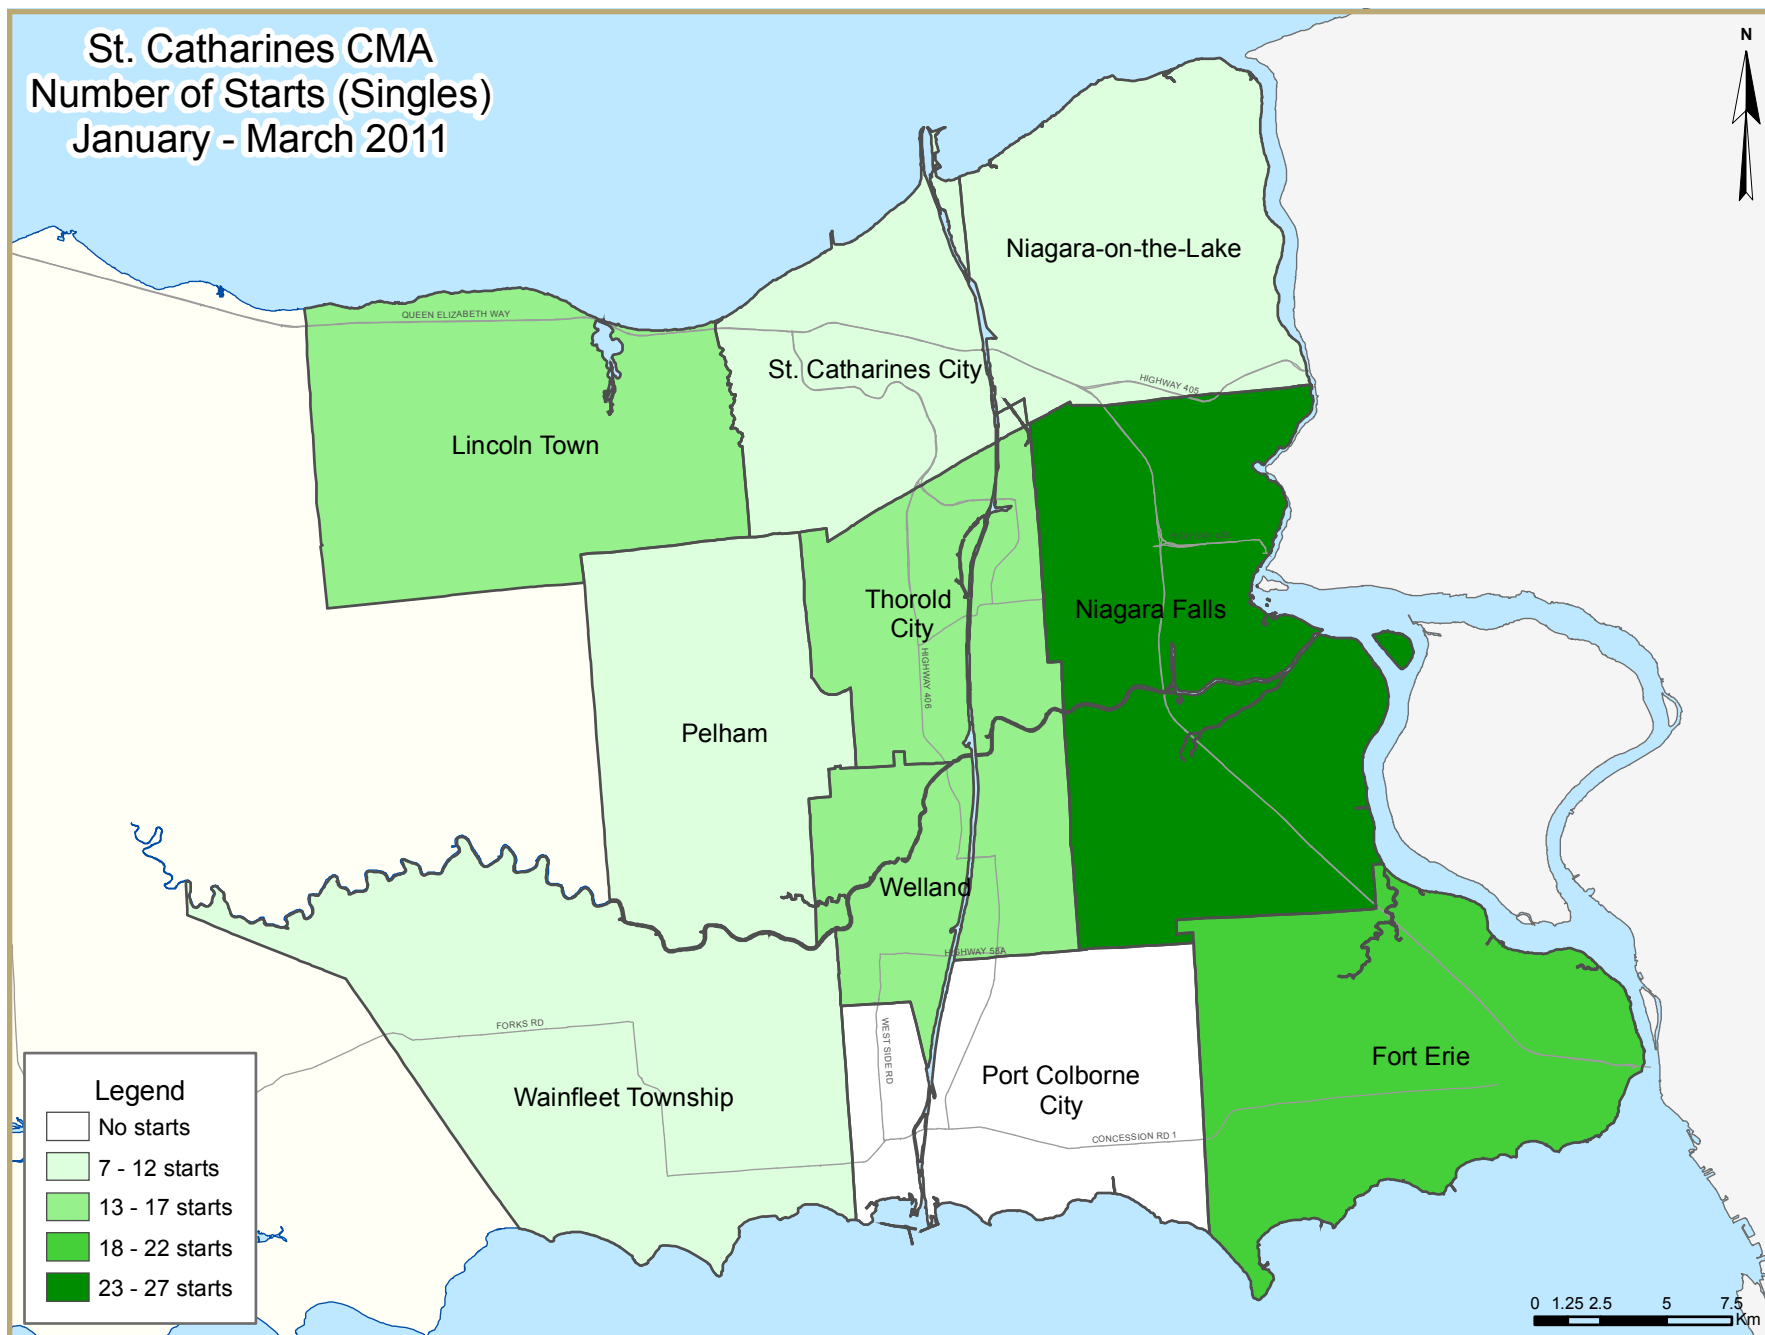 St. Catharines CMA
Number of Starts (Singles)
January - March 2011
N
Niagara-on-the-Lake
QUEEN ELIZABETH WAY
St. Catharines City
HIGHWAY 405
Lincoln Town
Thorold
City
Niagara Falls
HIGHWAY 406
Pelham
Welland
HIGHWAY 58A
FORKS RD
WEST SIDE RD
Fort Erie
Port Colborne
City
Wainfleet Township
CONCESSION RD 1
Legend
No starts
7 - 12 starts
13 - 17 starts
18 - 22 starts
23 - 27 starts
0 1.25 2.5 5 7.5
Km